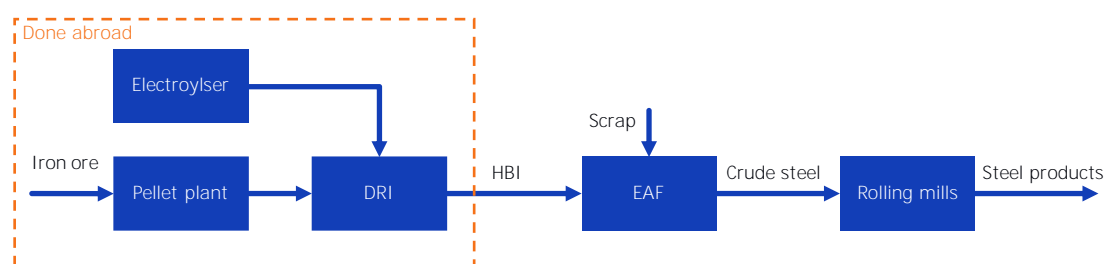 Done abroad
Electroylser
Scrap
Iron ore
HBI
Crude steel
Steel products
Pellet plant
DRI
EAF
Rolling mills